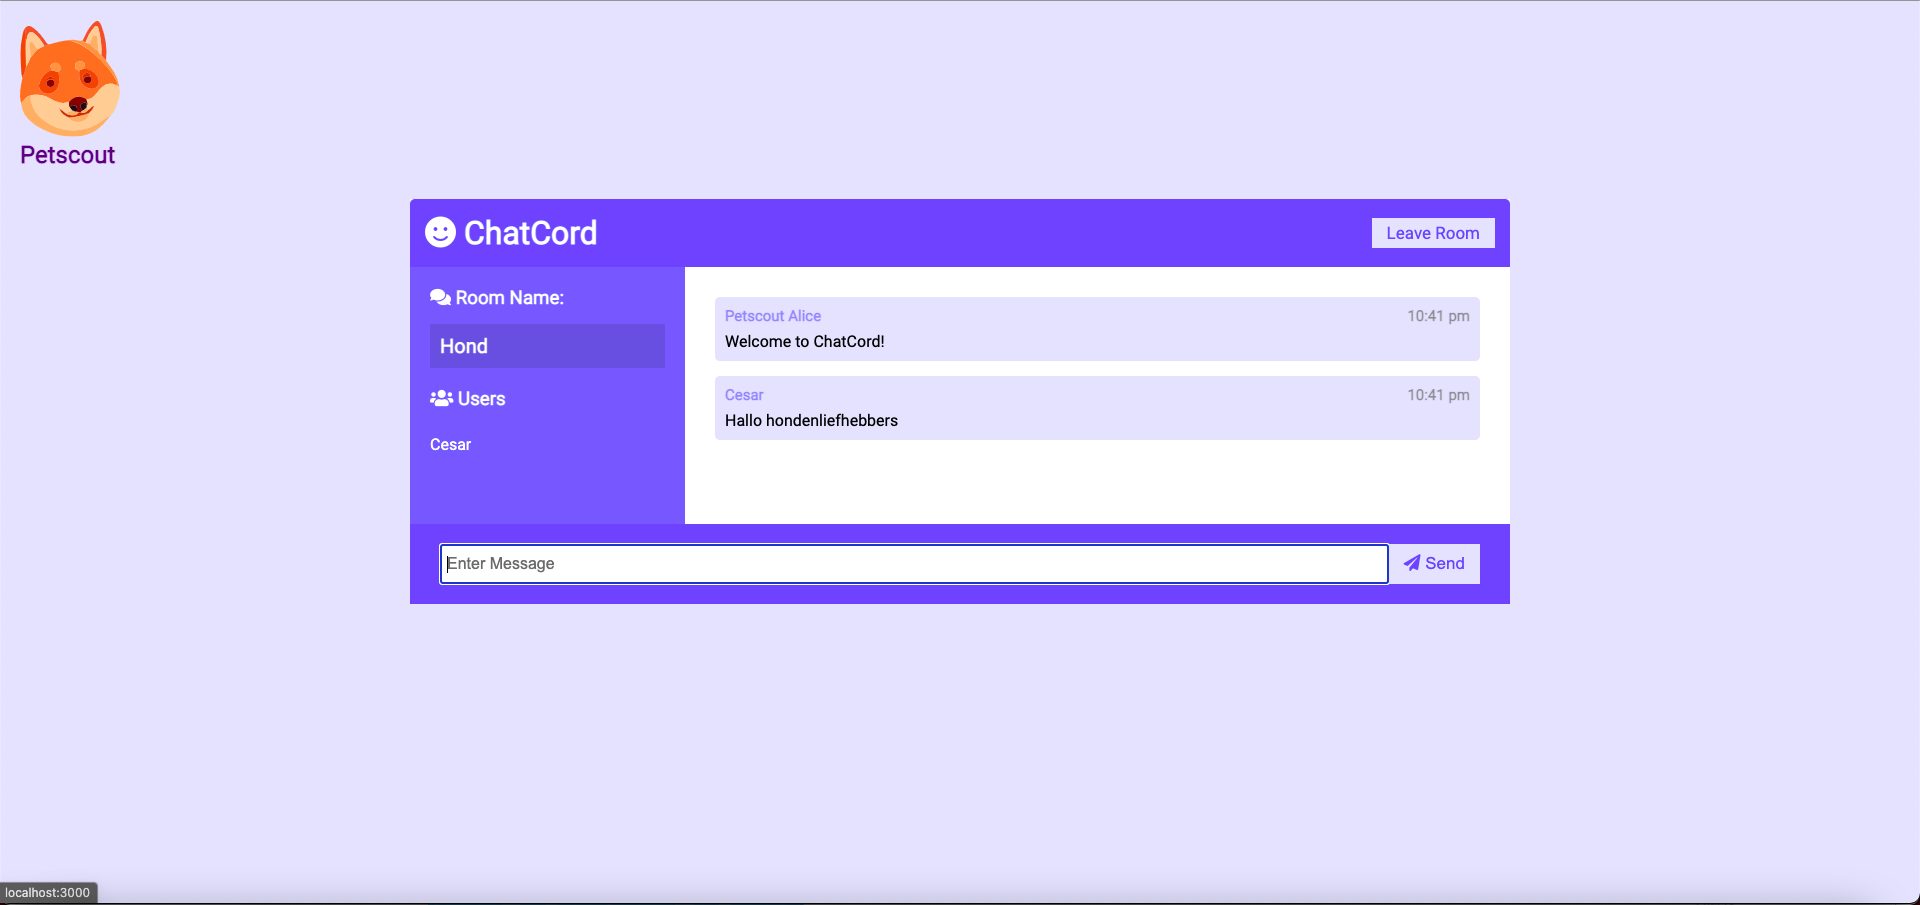 Petscout
ChatCord
Leave Room
Room Name:
Hond
Users
Cesar
Petscout Alice 10:41 pm
Welcome to ChatCord!
Cesar 10:41 pm
Hallo hondenliefhebbers
Enter Message
Send
localhost:3000